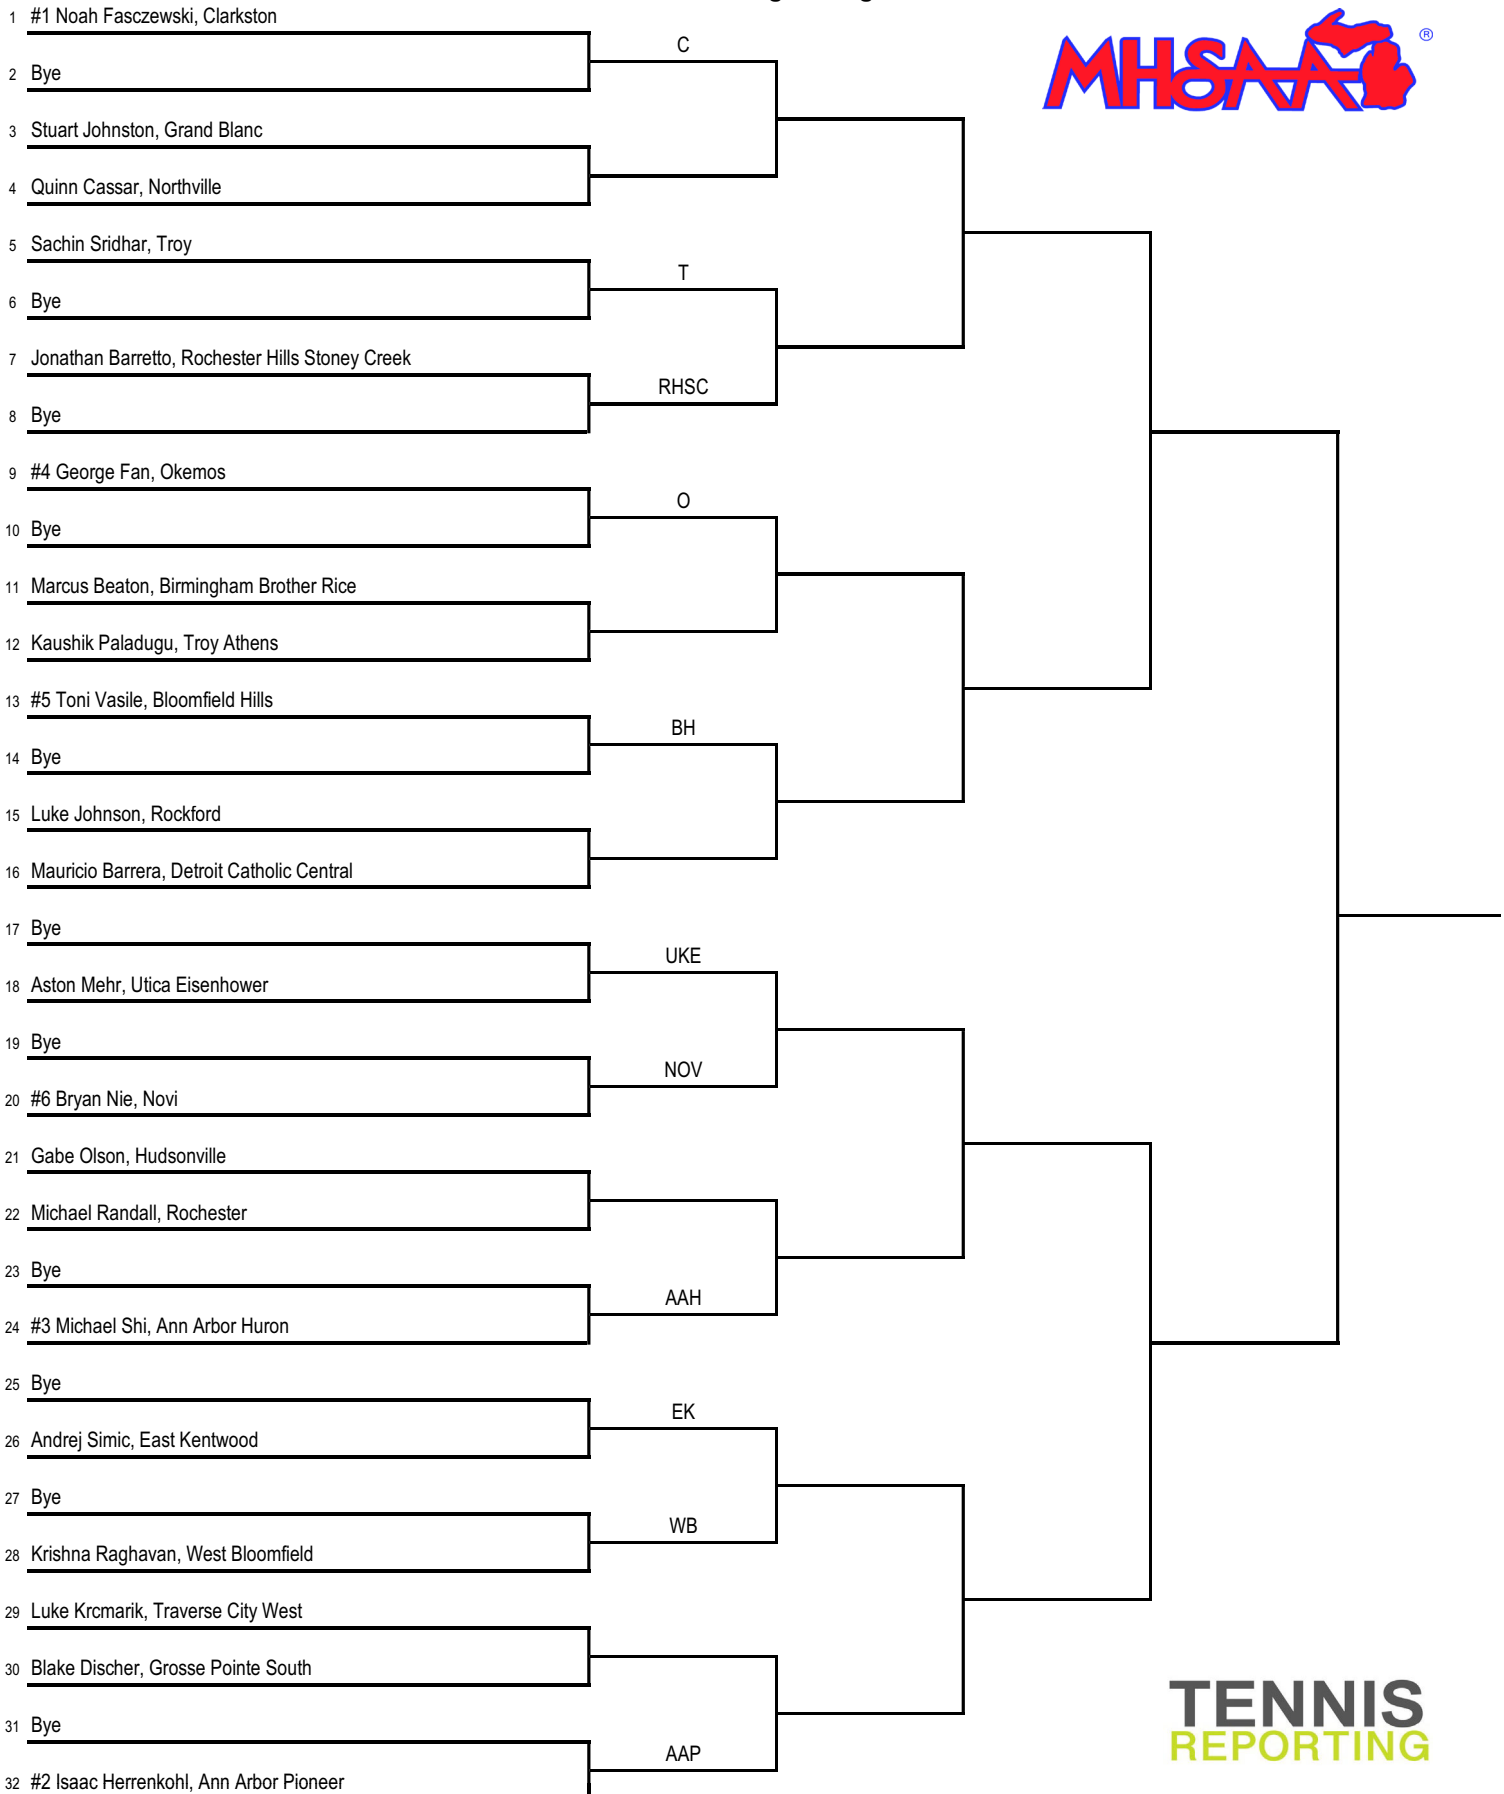 1 #1 Noah Fasczewski, Clarkston
C
MHSAA ®
2 Bye
3 Stuart Johnston, Grand Blanc
4 Quinn Cassar, Northville
5 Sachin Sridhar, Troy
T
6 Bye
7 Jonathan Barretto, Rochester Hills Stoney Creek
RHSC
8 Bye
9 #4 George Fan, Okemos
O
10 Bye
11 Marcus Beaton, Birmingham Brother Rice
12 Kaushik Paladugu, Troy Athens
13 #5 Toni Vasile, Bloomfield Hills
BH
14 Bye
15 Luke Johnson, Rockford
16 Mauricio Barrera, Detroit Catholic Central
17 Bye
UKE
18 Aston Mehr, Utica Eisenhower
19 Bye
NOV
20 #6 Bryan Nie, Novi
21 Gabe Olson, Hudsonville
22 Michael Randall, Rochester
23 Bye
AAH
24 #3 Michael Shi, Ann Arbor Huron
25 Bye
EK
26 Andrej Simic, East Kentwood
27 Bye
WB
28 Krishna Raghavan, West Bloomfield
29 Luke Krcmarik, Traverse City West
30 Blake Discher, Grosse Pointe South
31 Bye
AAP
32 #2 Isaac Herrenkohl, Ann Arbor Pioneer
TENNIS
REPORTING